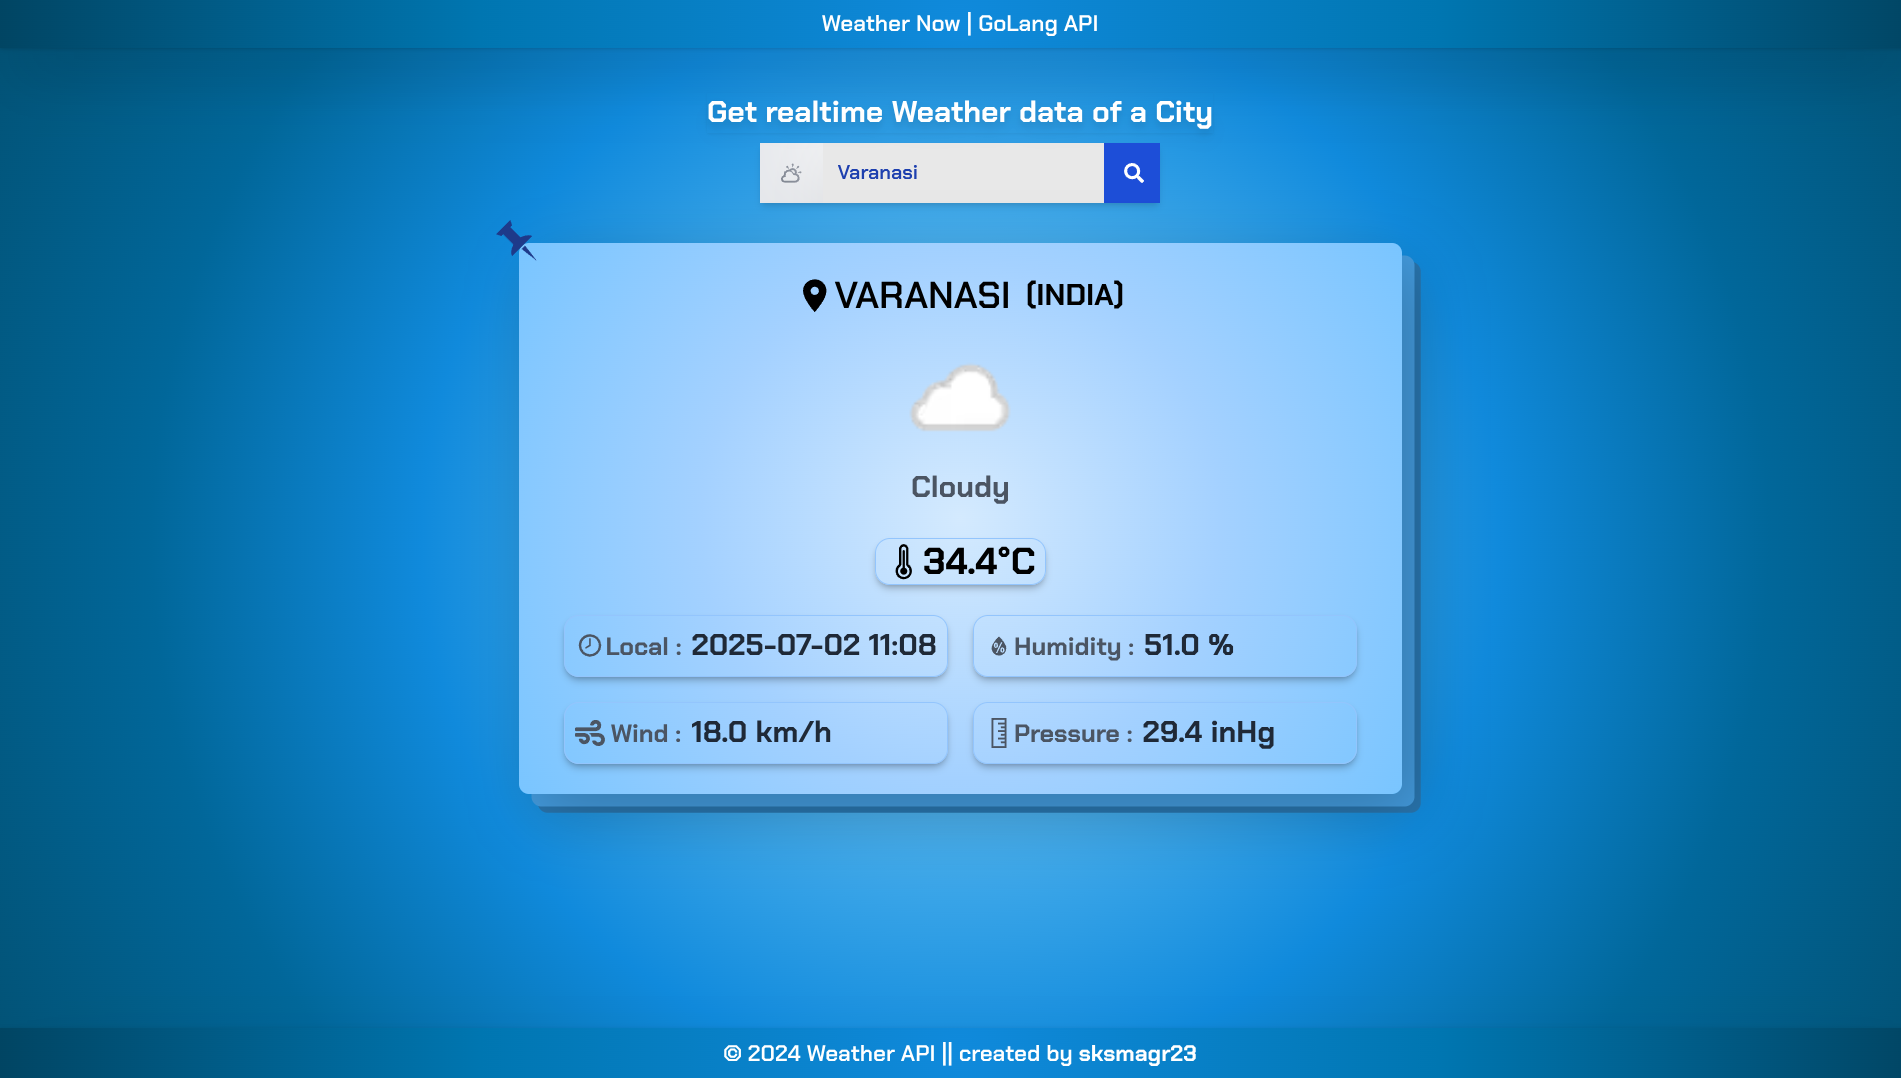 Weather Now | GoLang API
Get realtime Weather data of a City
Varanasi
VARANASI (INDIA)
Cloudy
34.4°C
Local : 2025-07-02 11:08
Humidity : 51.0 %
Wind : 18.0 km/h
Pressure : 29.4 inHg
© 2024 Weather API || created by sksmagr23